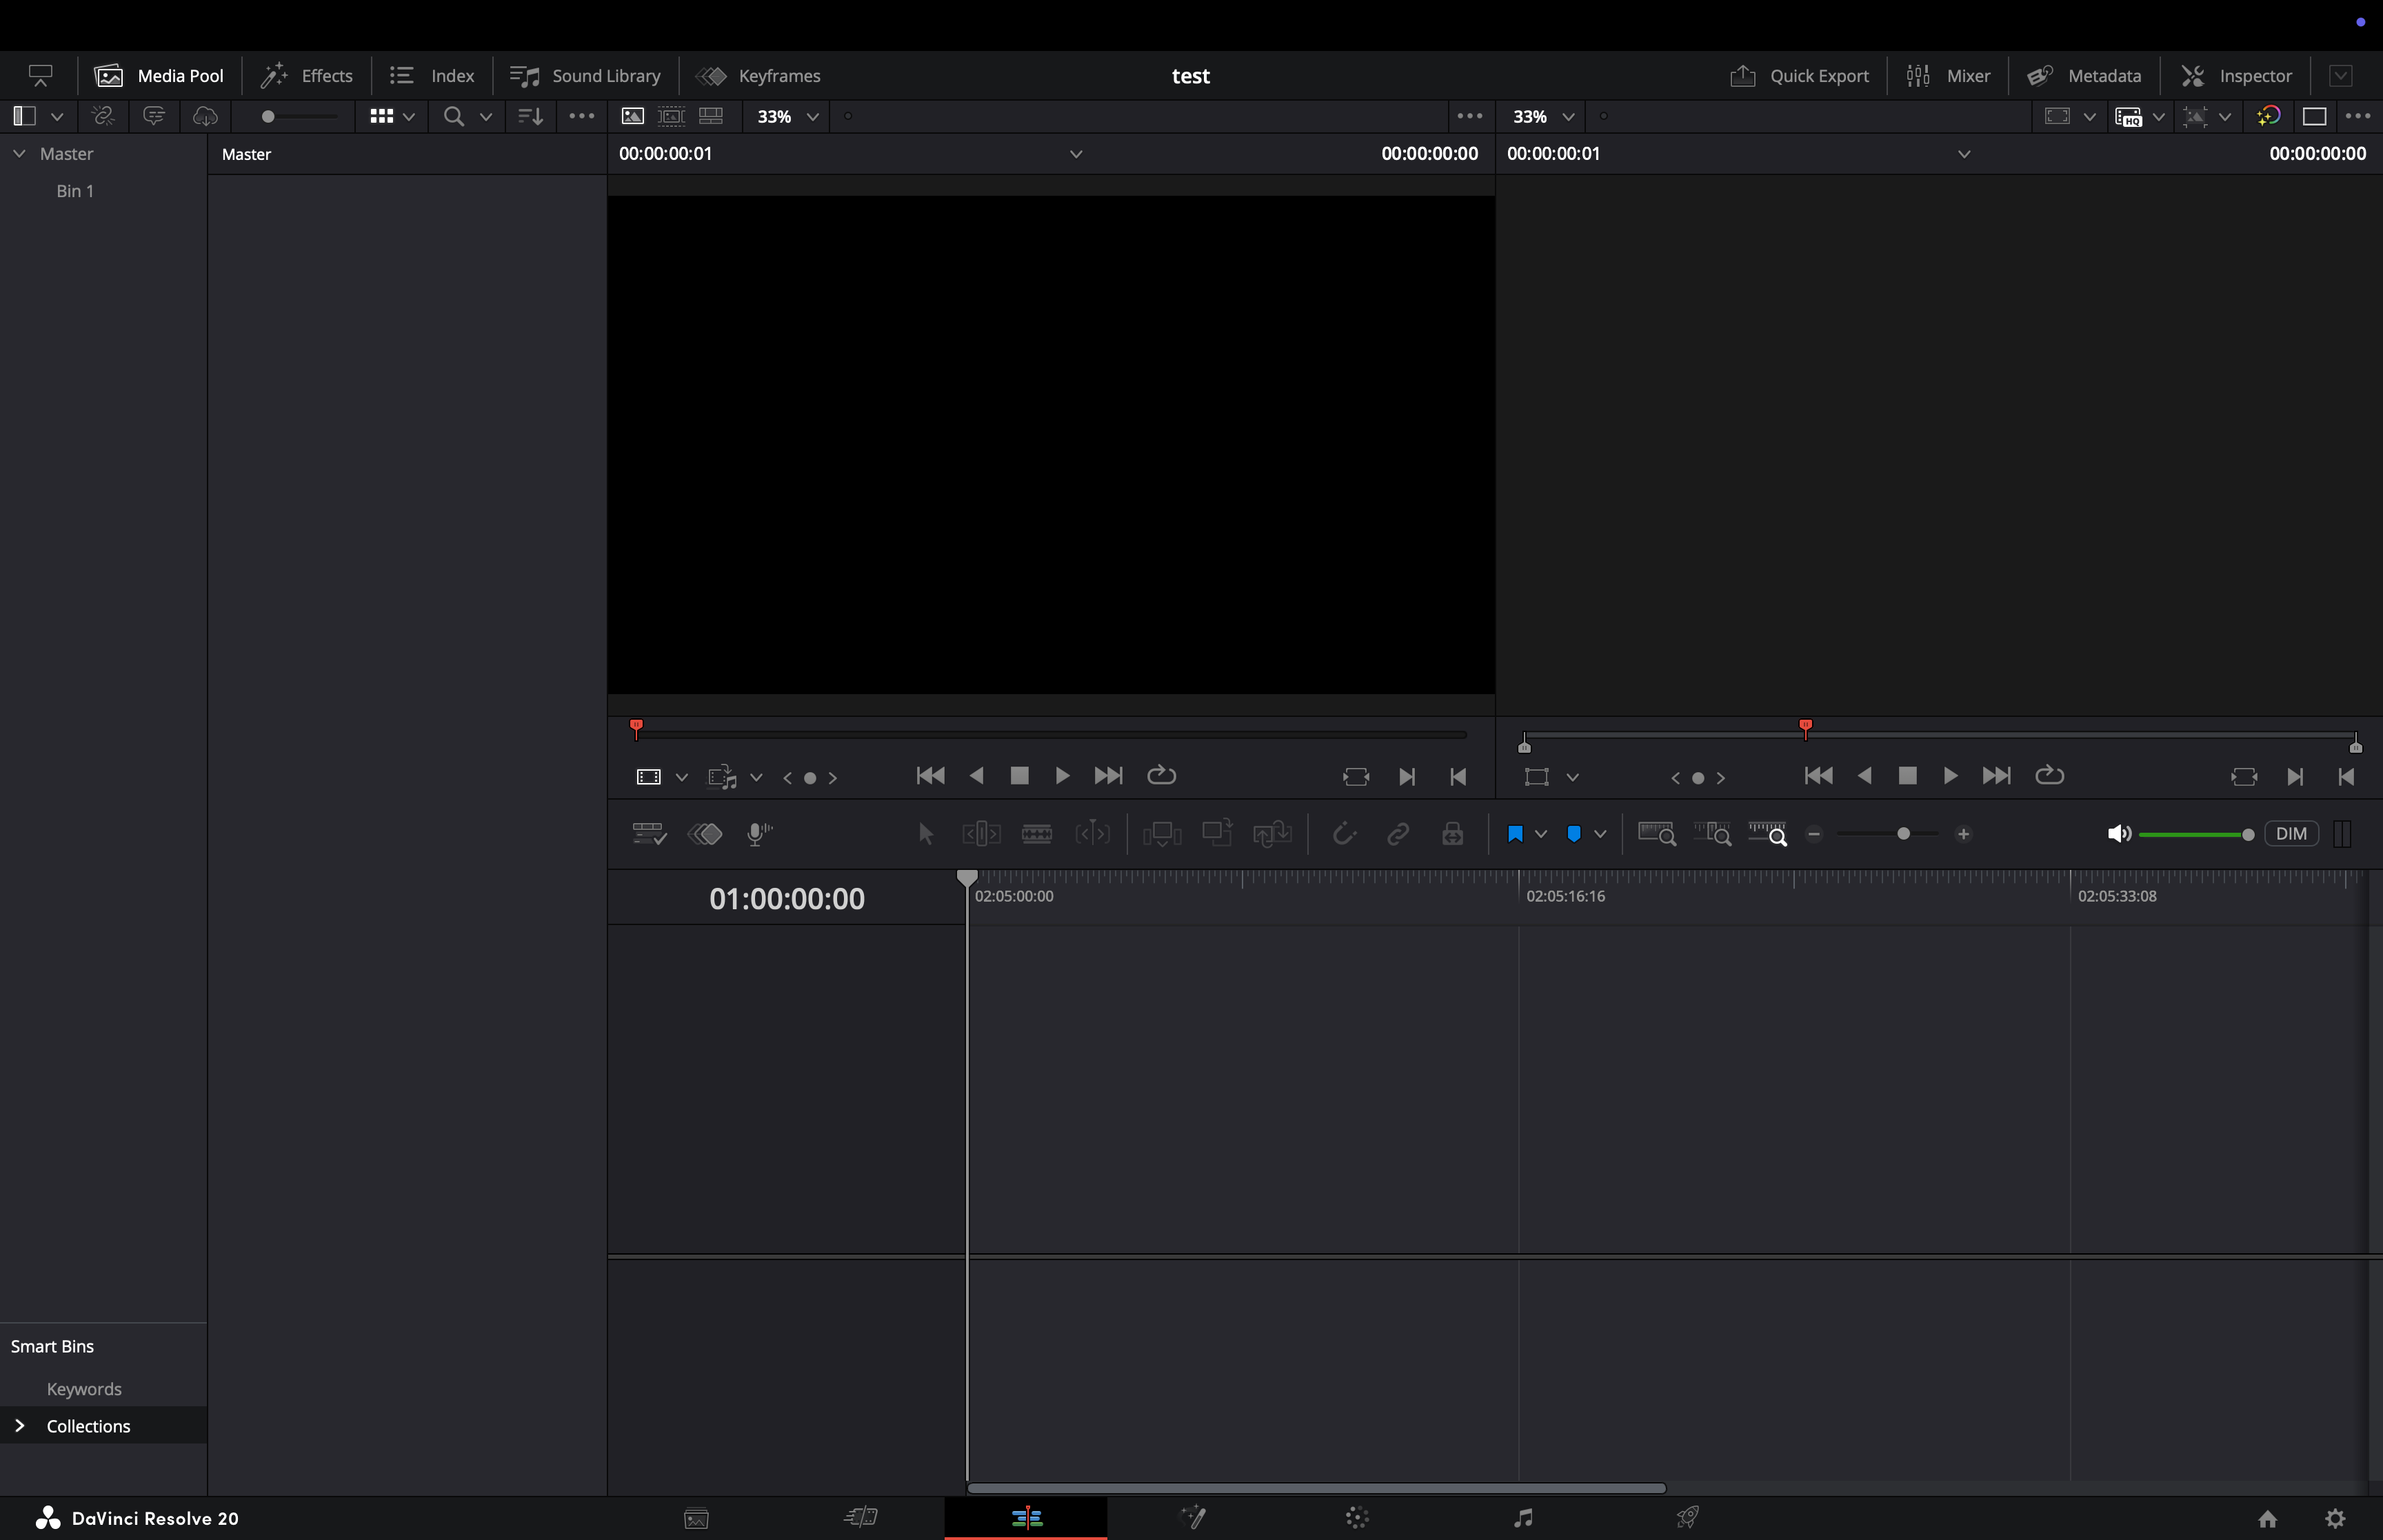 Media Pool Effects Index Sound Library Keyframes test Quick Export Mixer Metadata Inspector
33% 33% HQ
Master Master 00:00:00:01 00:00:00:00 00:00:00:01 00:00:00:00
Bin 1
DIM
01:00:00:00 02:05:00:00 02:05:16:16 02:05:33:08
Smart Bins
Keywords
Collections
DaVinci Resolve 20